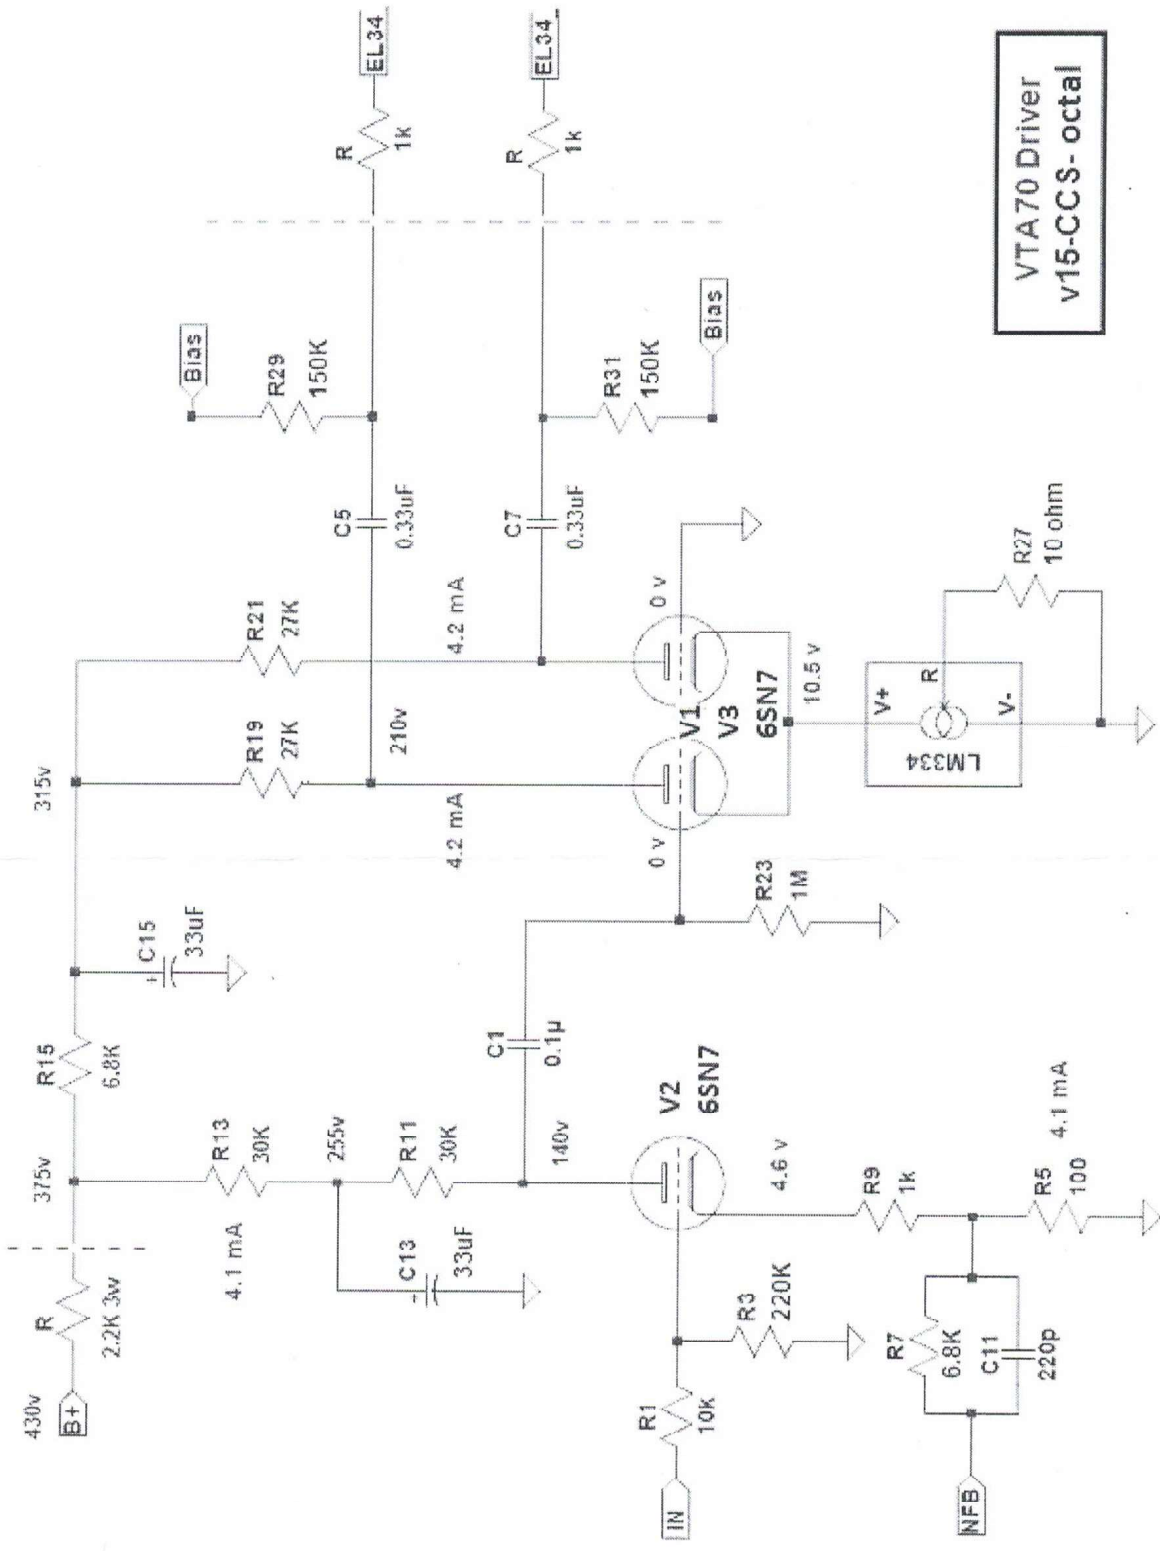 430v
B+
R
2.2K 3w
375v
R15
6.8K
C15
+
33uF
315v
4.1 mA
R13
30K
255v
C13
+
33uF
R11
30K
140v
C1
0.1µ
R19
27K
R21
27K
210v
4.2 mA
4.2 mA
C5
0.33uF
C7
0.33uF
Bias
R29
150K
R31
150K
Bias
R
1k
EL34
R
1k
EL34
IN
R1
10K
R3
220K
V2
6SN7
4.6 v
R9
1k
R5
100
4.1 mA
NFB
R7
6.8K
C11
220p
0 v
R23
1M
V1
V3
6SN7
0 v
10.5 v
V+
R
LM334
V-
R27
10 ohm
VTA70 Driver
v15-CCS- octal